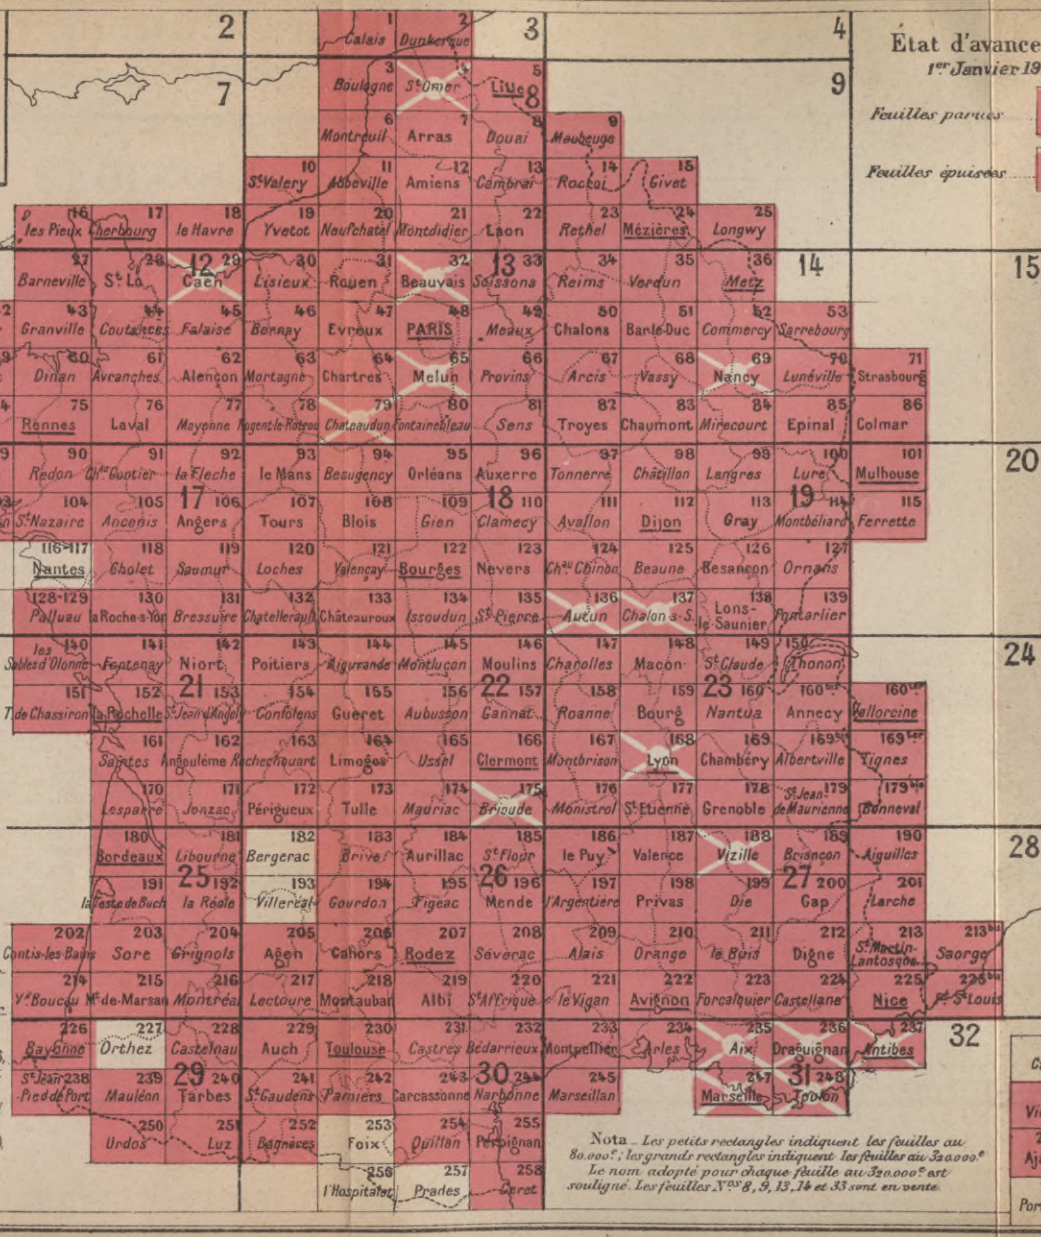 2 3 4
1 Calais 2 Dunkerque
État d'avance
1er Janvier 19
7 8 9
3 Boulogne 4 St Omer 5 Lille
Feuilles parues
6 Montreuil 7 Arras 8 Douai 9 Maubeuge
Feuilles épuisées
10 St Valery 11 Abbeville 12 Amiens 13 Cambrai 14 Rocroi 15 Givet
16 les Pieux 17 Cherbourg 18 le Havre 19 Yvetot 20 Neufchatel 21 Montdidier 22 Laon 23 Rethel 24 Mézières 25 Longwy
12 13 14 15
27 Barneville 28 St Lô 29 Caen 30 Lisieux 31 Rouen 32 Beauvais 33 Soissons 34 Reims 35 Verdun 36 Metz
43 Granville 44 Coutances 45 Falaise 46 Bernay 47 Evreux 48 PARIS 49 Meaux 50 Chalons 51 Bar-le-Duc 52 Commercy 53 Sarrebourg
60 Dinan 61 Avranches 62 Alençon 63 Mortagne 64 Chartres 65 Melun 66 Provins 67 Arcis 68 Vassy 69 Nancy 70 Lunéville 71 Strasbourg
75 Rennes 76 Laval 77 Mayenne 78 Nogent-le-Rotrou 79 Chateaudun 80 Fontainebleau 81 Sens 82 Troyes 83 Chaumont 84 Mirecourt 85 Epinal 86 Colmar
17 18 19 20
90 Redon 91 Chau Gontier 92 la Fleche 93 le Mans 94 Beaugency 95 Orléans 96 Auxerre 97 Tonnerre 98 Châtillon 99 Langres 100 Lure 101 Mulhouse
104 St Nazaire 105 Ancenis 106 Angers 107 Tours 108 Blois 109 Gien 110 Clamecy 111 Avallon 112 Dijon 113 Gray 114 Montbéliard 115 Ferrette
116-117 Nantes 118 Cholet 119 Saumur 120 Loches 121 Valençay 122 Bourges 123 Nevers 124 Chau Chinon 125 Beaune 126 Besancon 127 Ornans
128-129 Palluau 130 la Roche-s-Yon 131 Bressuire 132 Chatellerault 133 Châteauroux 134 Issoudun 135 St Pierre 136 Autun 137 Chalon-s-S. 138 Lons-le-Saunier 139 Pontarlier
21 22 23 24
140 les Sables d'Olonne 141 Fontenay 142 Niort 143 Poitiers 144 Aigurande 145 Montluçon 146 Moulins 147 Charolles 148 Macon 149 St Claude 150 Thonon
151 T. de Chassiron 152 la Rochelle 153 St Jean d'Angely 154 Confolens 155 Gueret 156 Aubusson 157 Gannat 158 Roanne 159 Bourg 160 Nantua 160bis Annecy 160ter Vallorcine
161 Saintes 162 Angoulême 163 Rochechouart 164 Limoges 165 Ussel 166 Clermont 167 Montbrison 168 Lyon 169 Chambéry 169bis Albertville 169ter Tignes
170 Lesparre 171 Jonzac 172 Périgueux 173 Tulle 174 Mauriac 175 Brioude 176 Monistrol 177 St Etienne 178 Grenoble 179 St Jean-de Maurienne 179bis Bonneval
25 26 27 28
180 Bordeaux 181 Libourne 182 Bergerac 183 Brive 184 Aurillac 185 St flour 186 le Puy 187 Valence 188 Vizille 189 Briançon 190 Aiguilles
191 la Teste de Buch 192 la Réole 193 Villereal 194 Gourdon 195 Figeac 196 Mende 197 l'Argentière 198 Privas 199 Die 200 Gap 201 Larche
202 Contis-les Bains 203 Sore 204 Grignols 205 Agen 206 Cahors 207 Rodez 208 Séverac 209 Alais 210 Orange 211 le Buis 212 Digne 213 St Martin-Lantosque 213bis Saorge
214 Vx Boucau 215 Mt de-Marsan 216 Montréal 217 Lectoure 218 Montauban 219 Albi 220 St Affrique 221 le Vigan 222 Avignon 223 Forcalquier 224 Castellane 225 Nice 225bis Pt St Louis
29 30 31 32
226 Bayonne 227 Orthez 228 Castelnau 229 Auch 230 Toulouse 231 Castres 232 Bédarrieux 233 Montpellier 234 Arles 235 Aix 236 Draguignan 237 Antibes
238 St Jean-Pied de Port 239 Mauléon 240 Tarbes 241 St Gaudens 242 Pamiers 243 Carcassonne 244 Narbonne 245 Marseillan 247 Marseille 248 Toulon
250 Urdos 251 Luz 252 Bagnères 253 Foix 254 Quillan 255 Perpignan
256 l'Hospitalet 257 Prades 258 Ceret
Nota _ Les petits rectangles indiquent les feuilles au
80.000e; les grands rectangles indiquent les feuilles au 320.000e
Le nom adopté pour chaque feuille au 320.000e est
souligné. Les feuilles Nos 8, 9, 13, 14 et 33 sont en vente